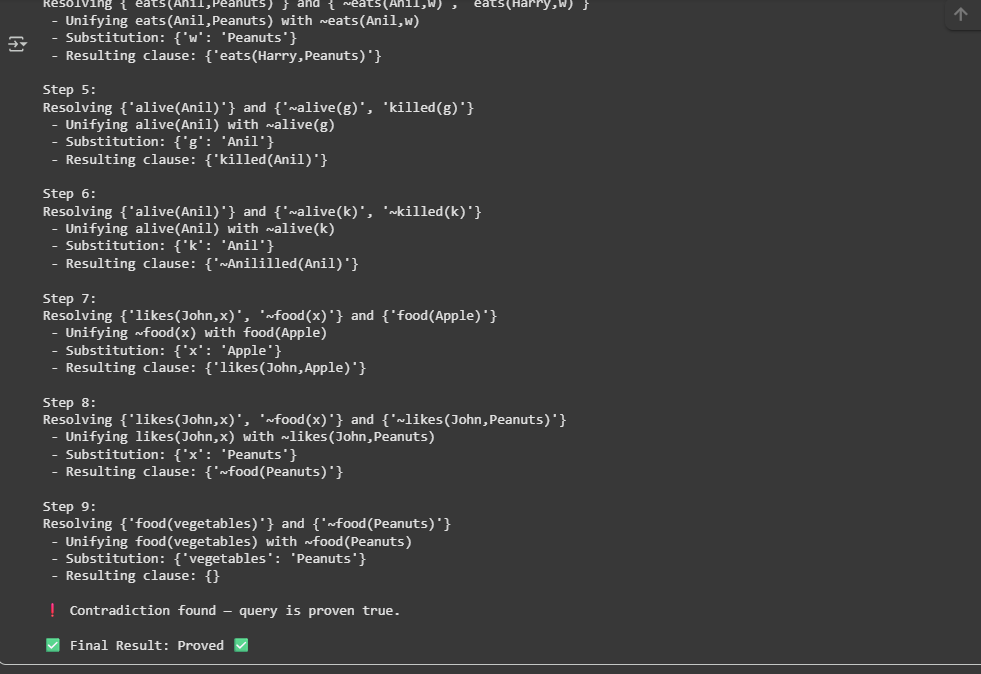 Resolving {'eats(Anil,Peanuts)'} and {'~eats(Anil,w)', 'eats(Harry,w)'}
 - Unifying eats(Anil,Peanuts) with ~eats(Anil,w)
 - Substitution: {'w': 'Peanuts'}
 - Resulting clause: {'eats(Harry,Peanuts)'}
Step 5:
Resolving {'alive(Anil)'} and {'~alive(g)', 'killed(g)'}
 - Unifying alive(Anil) with ~alive(g)
 - Substitution: {'g': 'Anil'}
 - Resulting clause: {'killed(Anil)'}
Step 6:
Resolving {'alive(Anil)'} and {'~alive(k)', '~killed(k)'}
 - Unifying alive(Anil) with ~alive(k)
 - Substitution: {'k': 'Anil'}
 - Resulting clause: {'~Anililled(Anil)'}
Step 7:
Resolving {'likes(John,x)', '~food(x)'} and {'food(Apple)'}
 - Unifying ~food(x) with food(Apple)
 - Substitution: {'x': 'Apple'}
 - Resulting clause: {'likes(John,Apple)'}
Step 8:
Resolving {'likes(John,x)', '~food(x)'} and {'~likes(John,Peanuts)'}
 - Unifying likes(John,x) with ~likes(John,Peanuts)
 - Substitution: {'x': 'Peanuts'}
 - Resulting clause: {'~food(Peanuts)'}
Step 9:
Resolving {'food(vegetables)'} and {'~food(Peanuts)'}
 - Unifying food(vegetables) with ~food(Peanuts)
 - Substitution: {'vegetables': 'Peanuts'}
 - Resulting clause: {}
❗ Contradiction found — query is proven true.
✅ Final Result: Proved ✅